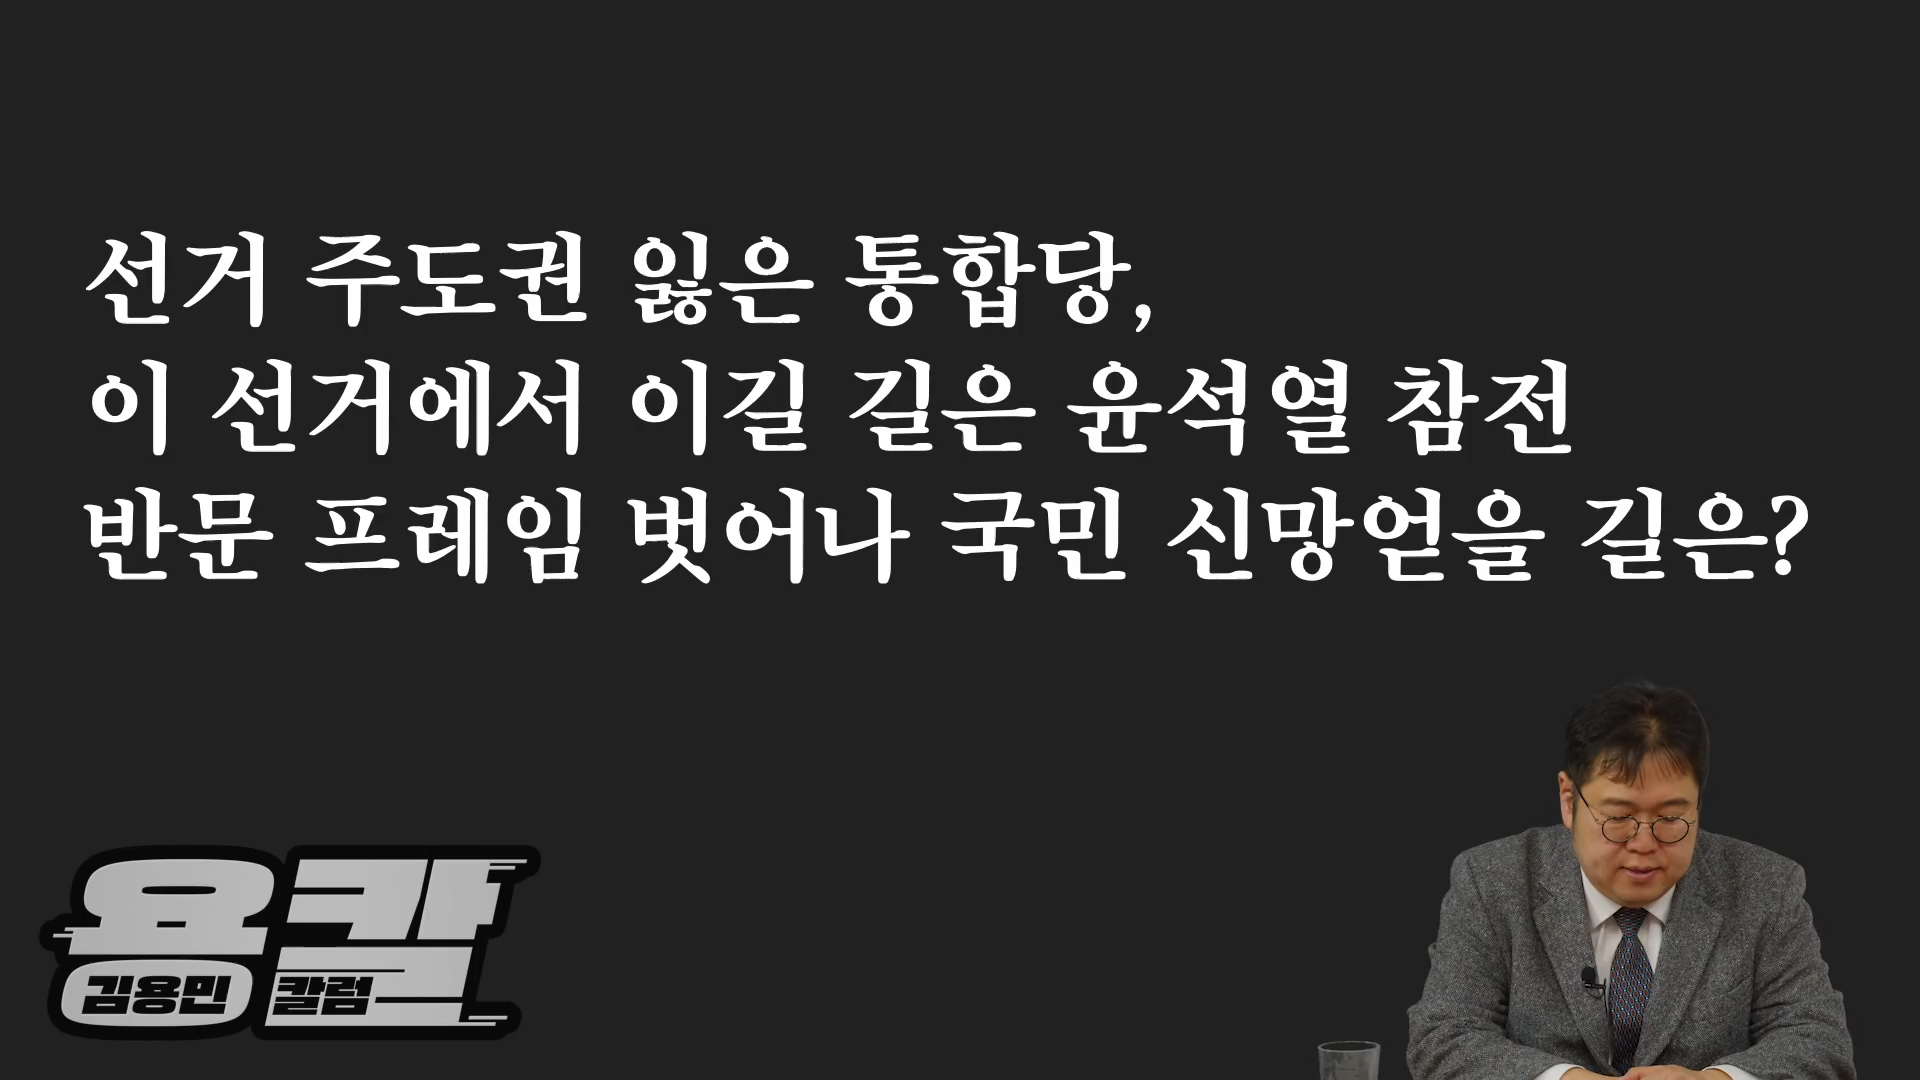 선거 주도권 잃은 통합당,
이 선거에서 이길 길은 윤석열 참전
반문 프레임 벗어나 국민 신망얻을 길은?
용칼
김용민 칼럼